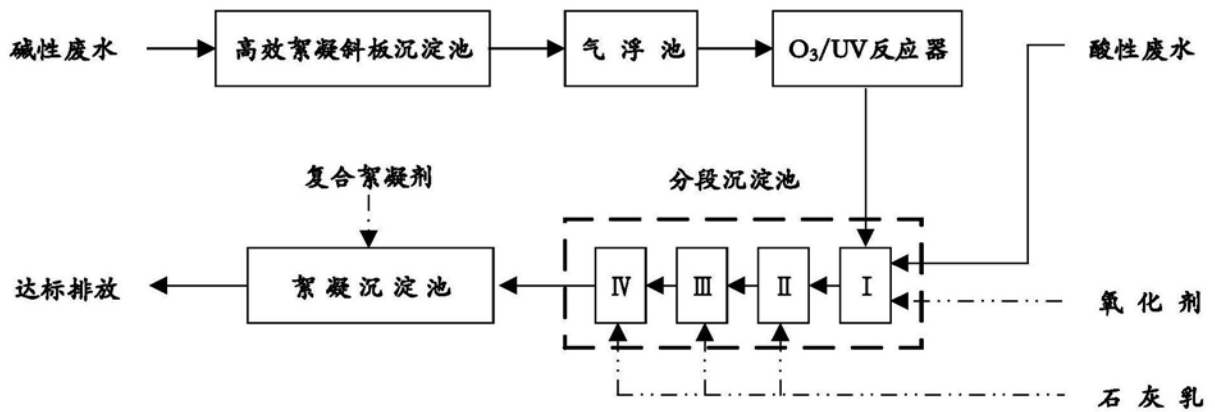 碱性废水
高效絮凝斜板沉淀池
气浮池
O₃/UV反应器
酸性废水
复合絮凝剂
分段沉淀池
达标排放
絮凝沉淀池
Ⅳ
Ⅲ
Ⅱ
Ⅰ
氧化剂
石灰乳